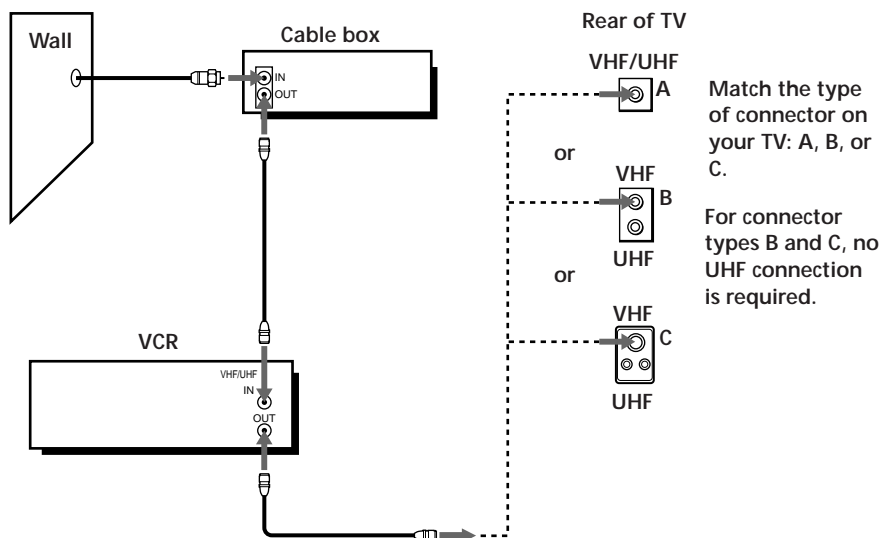 Wall
Cable box
IN
OUT
VCR
VHF/UHF
IN
OUT
Rear of TV
VHF/UHF
A
or
VHF
B
UHF
or
VHF
C
UHF
Match the type
of connector on
your TV: A, B, or
C.
For connector
types B and C, no
UHF connection
is required.